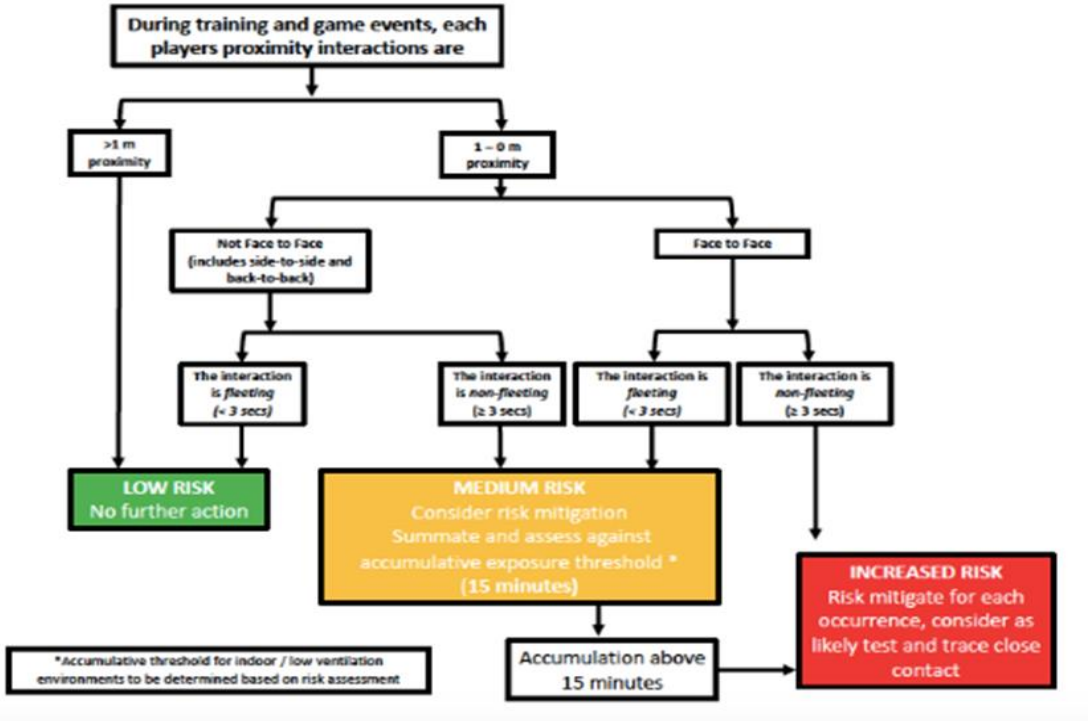 During training and game events, each
players proximity interactions are
>1 m
proximity
1 – 0 m
proximity
Not Face to Face
(includes side-to-side and
back-to-back)
Face to Face
The interaction
is fleeting
(< 3 secs)
The interaction
is non-fleeting
(≥ 3 secs)
The interaction is
fleeting
(< 3 secs)
The interaction is
non-fleeting
(≥ 3 secs)
LOW RISK
No further action
MEDIUM RISK
Consider risk mitigation
Summate and assess against
accumulative exposure threshold *
(15 minutes)
INCREASED RISK
Risk mitigate for each
occurrence, consider as
likely test and trace close
contact
Accumulation above
15 minutes
*Accumulative threshold for indoor / low ventilation
environments to be determined based on risk assessment